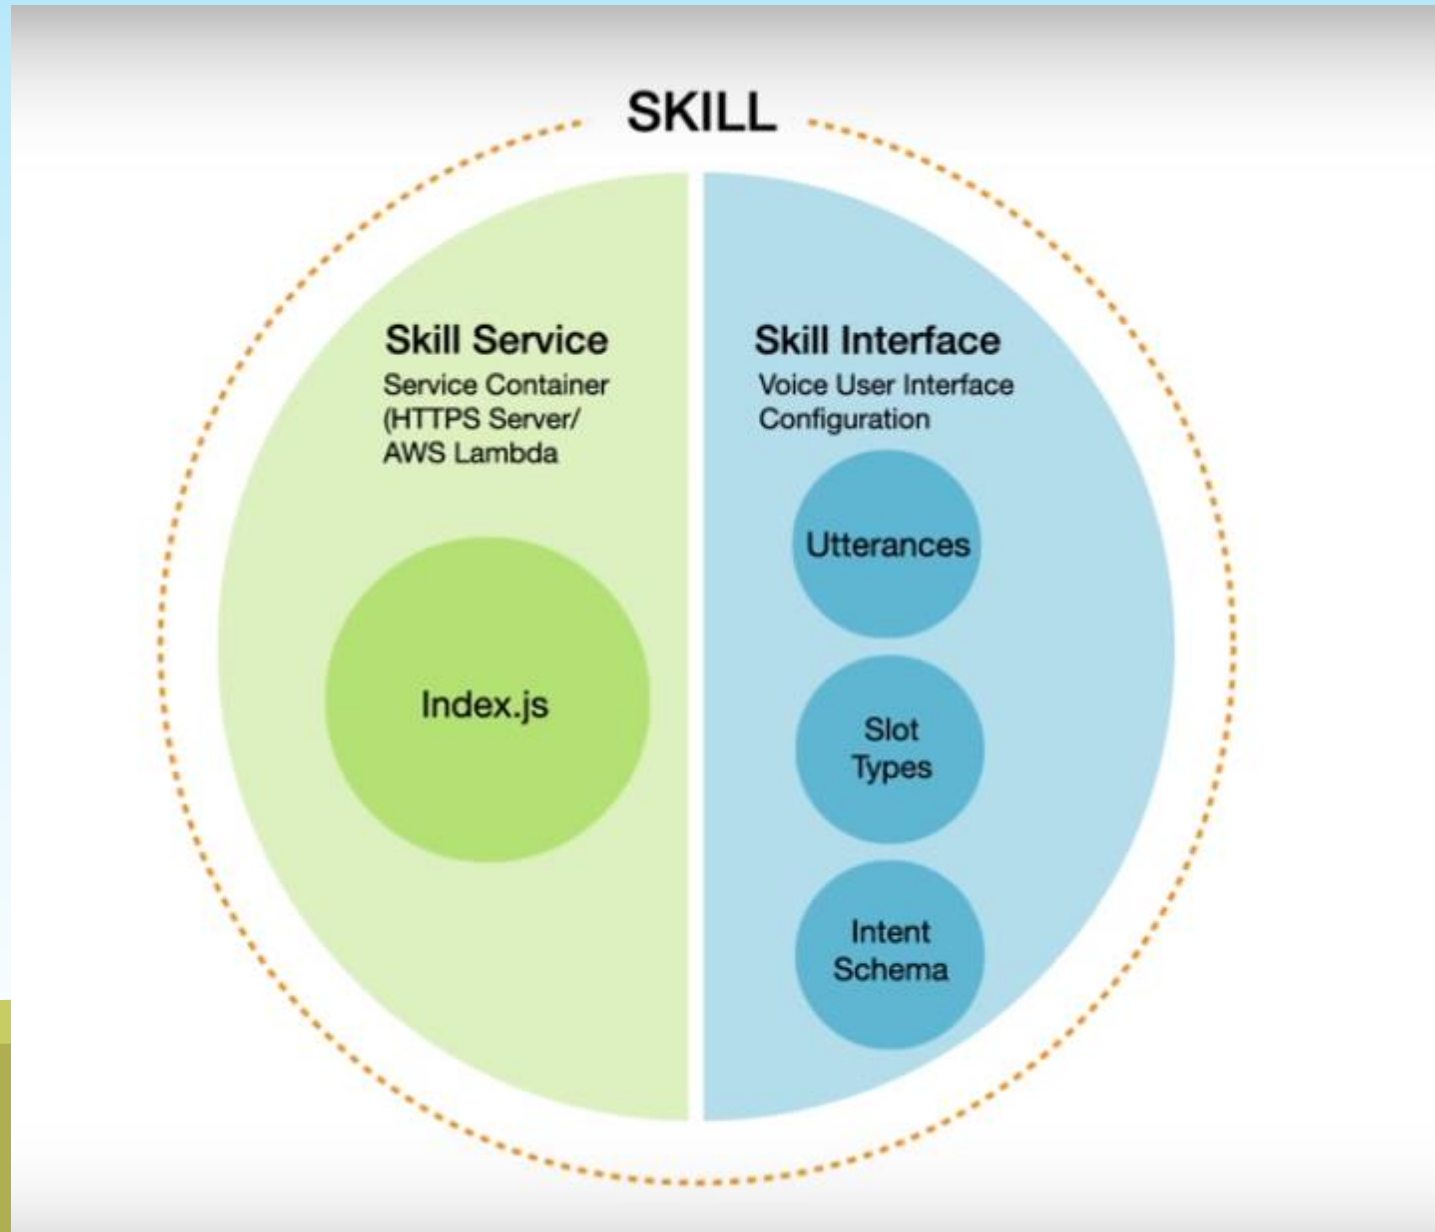 SKILL
Skill Service
Service Container
(HTTPS Server/
AWS Lambda
Index.js
Skill Interface
Voice User Interface
Configuration
Utterances
Slot
Types
Intent
Schema